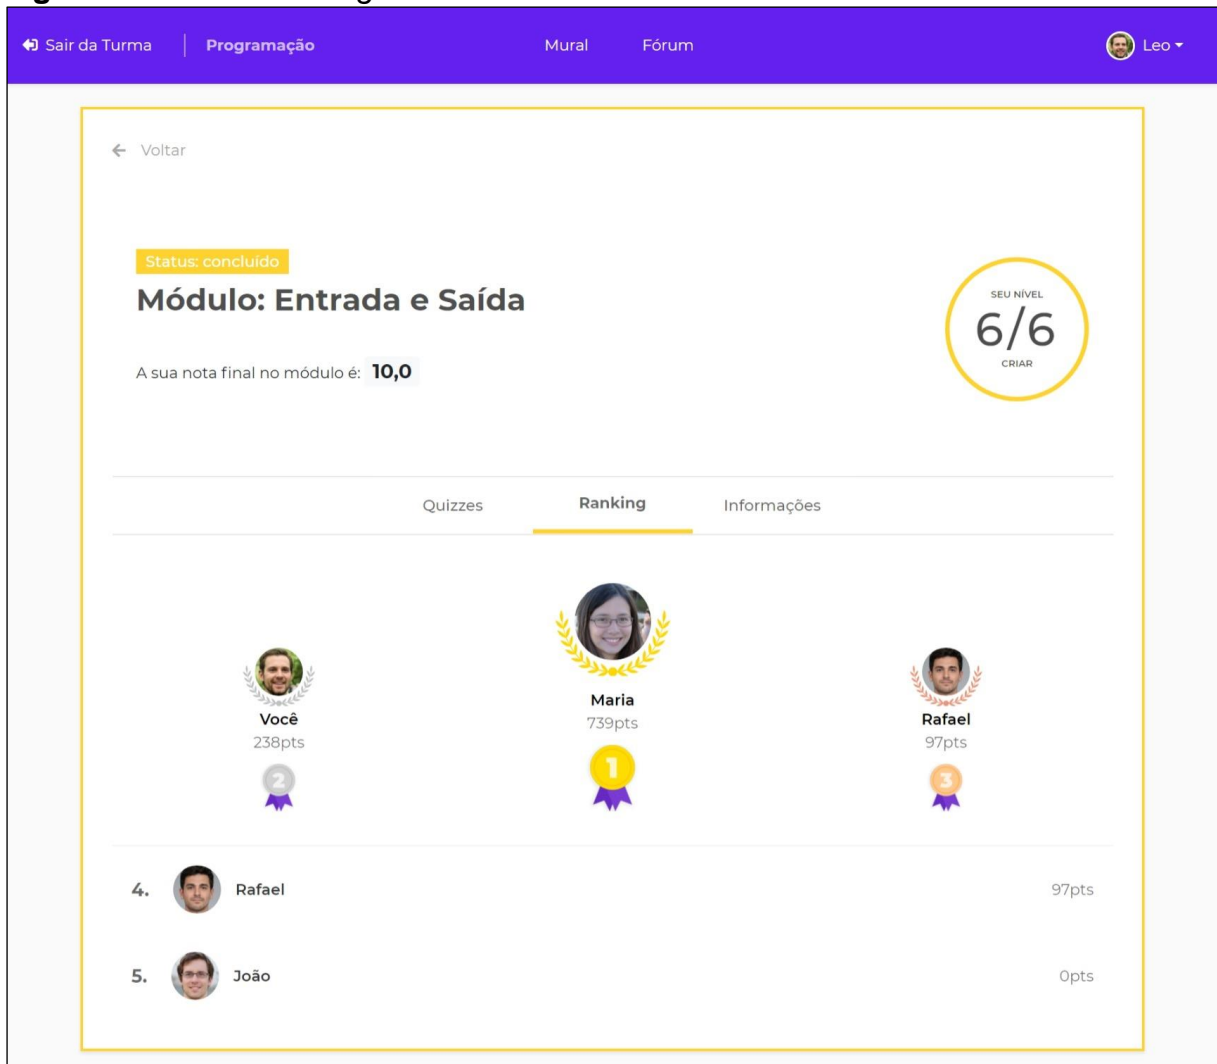 Sair da Turma Programação Mural Fórum Leo
Voltar
Status: concluído
Módulo: Entrada e Saída
A sua nota final no módulo é: 10,0
SEU NÍVEL
6/6
CRIAR
Quizzes Ranking Informações
Você
238pts
2
Maria
739pts
1
Rafael
97pts
3
4. Rafael 97pts
5. João 0pts